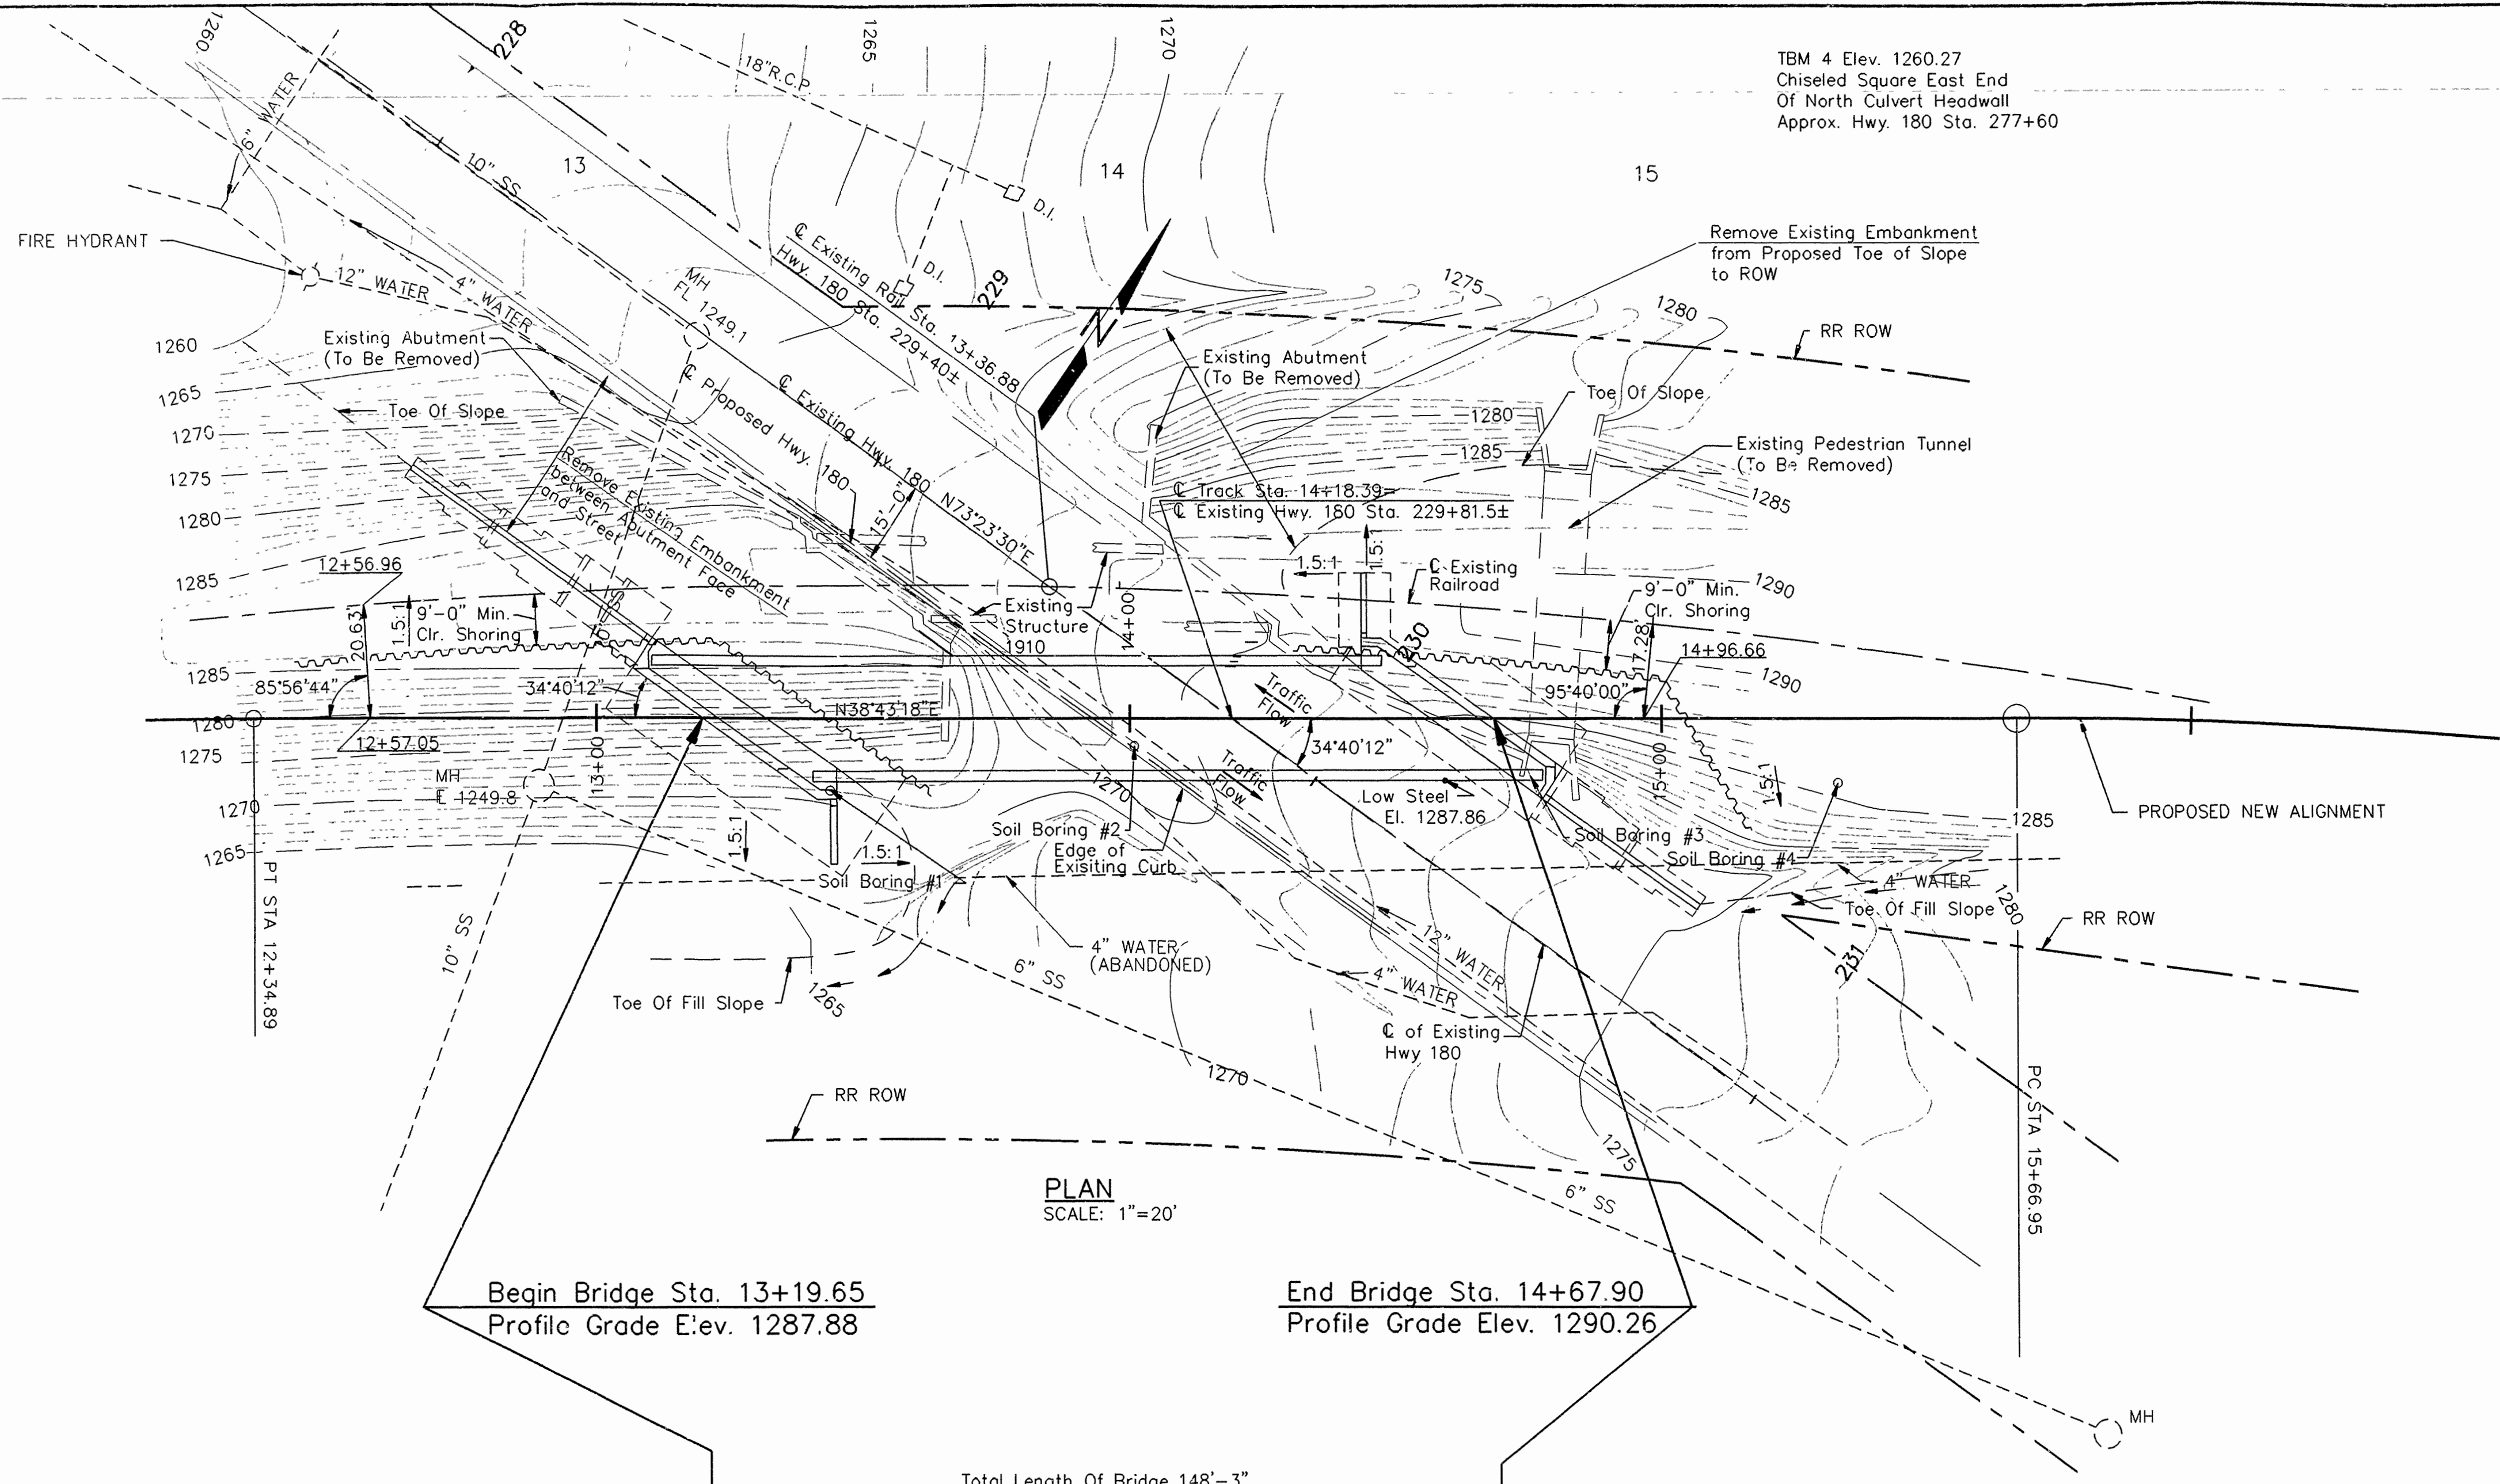 1260
228
1265
1270
18"R.C.P.
TBM 4 Elev. 1260.27
Chiseled Square East End
Of North Culvert Headwall
Approx. Hwy. 180 Sta. 277+60
6" WATER
10" SS
13
14
15
D.I.
FIRE HYDRANT
12" WATER
4" WATER
MH
FL 1249.1
℄ Existing Rail Sta. 13+36.88
Hwy. 180 Sta. 229+40±
D.I.
229
Remove Existing Embankment
from Proposed Toe of Slope
to ROW
1275
1280
RR ROW
1260
Existing Abutment
(To Be Removed)
Existing Abutment
(To Be Removed)
1265
Toe Of Slope
1270
℄ Proposed Hwy. 180
℄ Existing Hwy. 180 N73°23'30"E
15'-0"
Toe Of Slope
1280
1285
Existing Pedestrian Tunnel
(To Be Removed)
1285
1275
Remove Existing Embankment
between Abutment Face
and Street
℄ Track Sta. 14+18.39=
℄ Existing Hwy. 180 Sta. 229+81.5±
1280
12+56.96
1285
20.63'
1.5:1
9'-0" Min.
Clr. Shoring
SS
1.5:1
1.5:1
℄ Existing
Railroad
1290
9'-0" Min.
Clr. Shoring
Existing
Structure
1910
14+00
230
17.28'
14+96.66
1285
85°56'44"
34°40'12"
N38°43'18"E
Traffic
Flow
95°40'00"
1290
1280
1275
12+57.05
13+00
34°40'12"
15+00
1.5:1
MH
FL 1249.8
1270
1265
1270
Traffic
Flow
Low Steel
El. 1287.86
PROPOSED NEW ALIGNMENT
1285
1.5:1
1.5:1
Soil Boring #1
Soil Boring #2
Edge of
Exisiting Curb
Soil Boring #3
Soil Boring #4
4" WATER
Toe Of Fill Slope
1280
RR ROW
231
PT STA 12+34.89
10" SS
4" WATER
(ABANDONED)
6" SS
12" WATER
4" WATER
Toe Of Fill Slope
1265
℄ of Existing
Hwy 180
1270
PC STA 15+66.95
RR ROW
1275
PLAN
SCALE: 1"=20'
6" SS
Begin Bridge Sta. 13+19.65
Profile Grade Elev. 1287.88
End Bridge Sta. 14+67.90
Profile Grade Elev. 1290.26
MH
Total Length Of Bridge 148'-3"